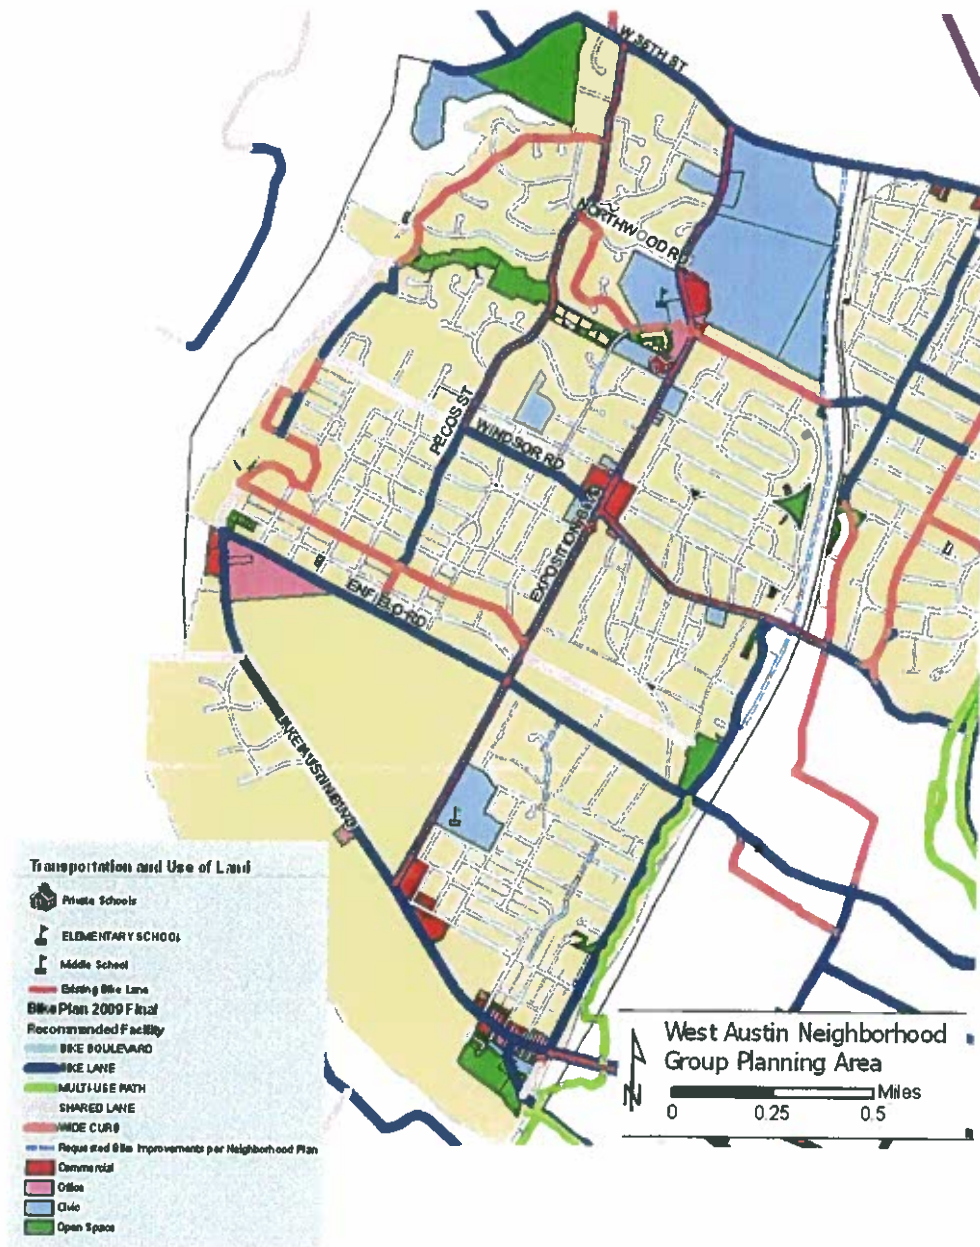 W 35TH ST
NORTHWOOD RD
PECOS ST
WINDSOR RD
EXPOSITION BLVD
ENFIELD RD
LAKE AUSTIN BLVD
Transportation and Use of Land
Private Schools
ELEMENTARY SCHOOL
Middle School
Existing Bike Lane
Bike Plan 2009 Final
Recommended Facility
BIKE BOULEVARD
BIKE LANE
MULTI-USE PATH
SHARED LANE
WIDE CURB
Requested Bike Improvements per Neighborhood Plan
Commercial
Office
Civic
Open Space
West Austin Neighborhood
Group Planning Area
N
Miles
0 0.25 0.5